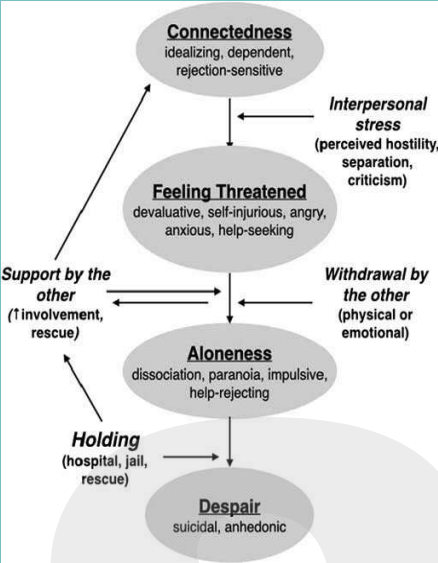 Connectedness
idealizing, dependent,
rejection-sensitive
Interpersonal
stress
(perceived hostility,
separation,
criticism)
Feeling Threatened
devaluative, self-injurious, angry,
anxious, help-seeking
Support by the
other
(↑involvement,
rescue)
Withdrawal by
the other
(physical or
emotional)
Aloneness
dissociation, paranoia, impulsive,
help-rejecting
Holding
(hospital, jail,
rescue)
Despair
suicidal, anhedonic